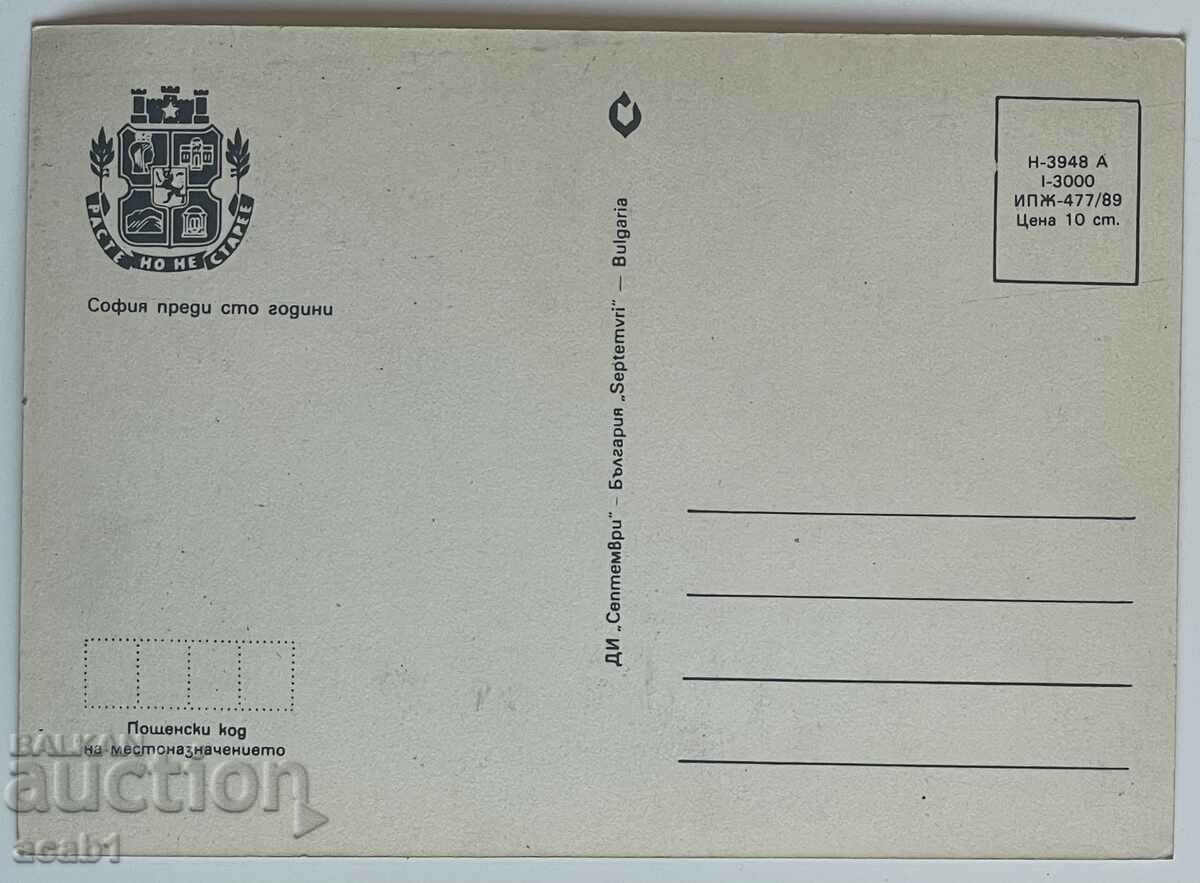 РАСТЕ НО НЕ СТАРЕЕ
София преди сто години
Пощенски код
на местоназначението
ДИ „Септември" – България „Septemvri" — Bulgaria
Н-3948 А
I-3000
ИПЖ-477/89
Цена 10 ст.
BALKAN
auction
acab1